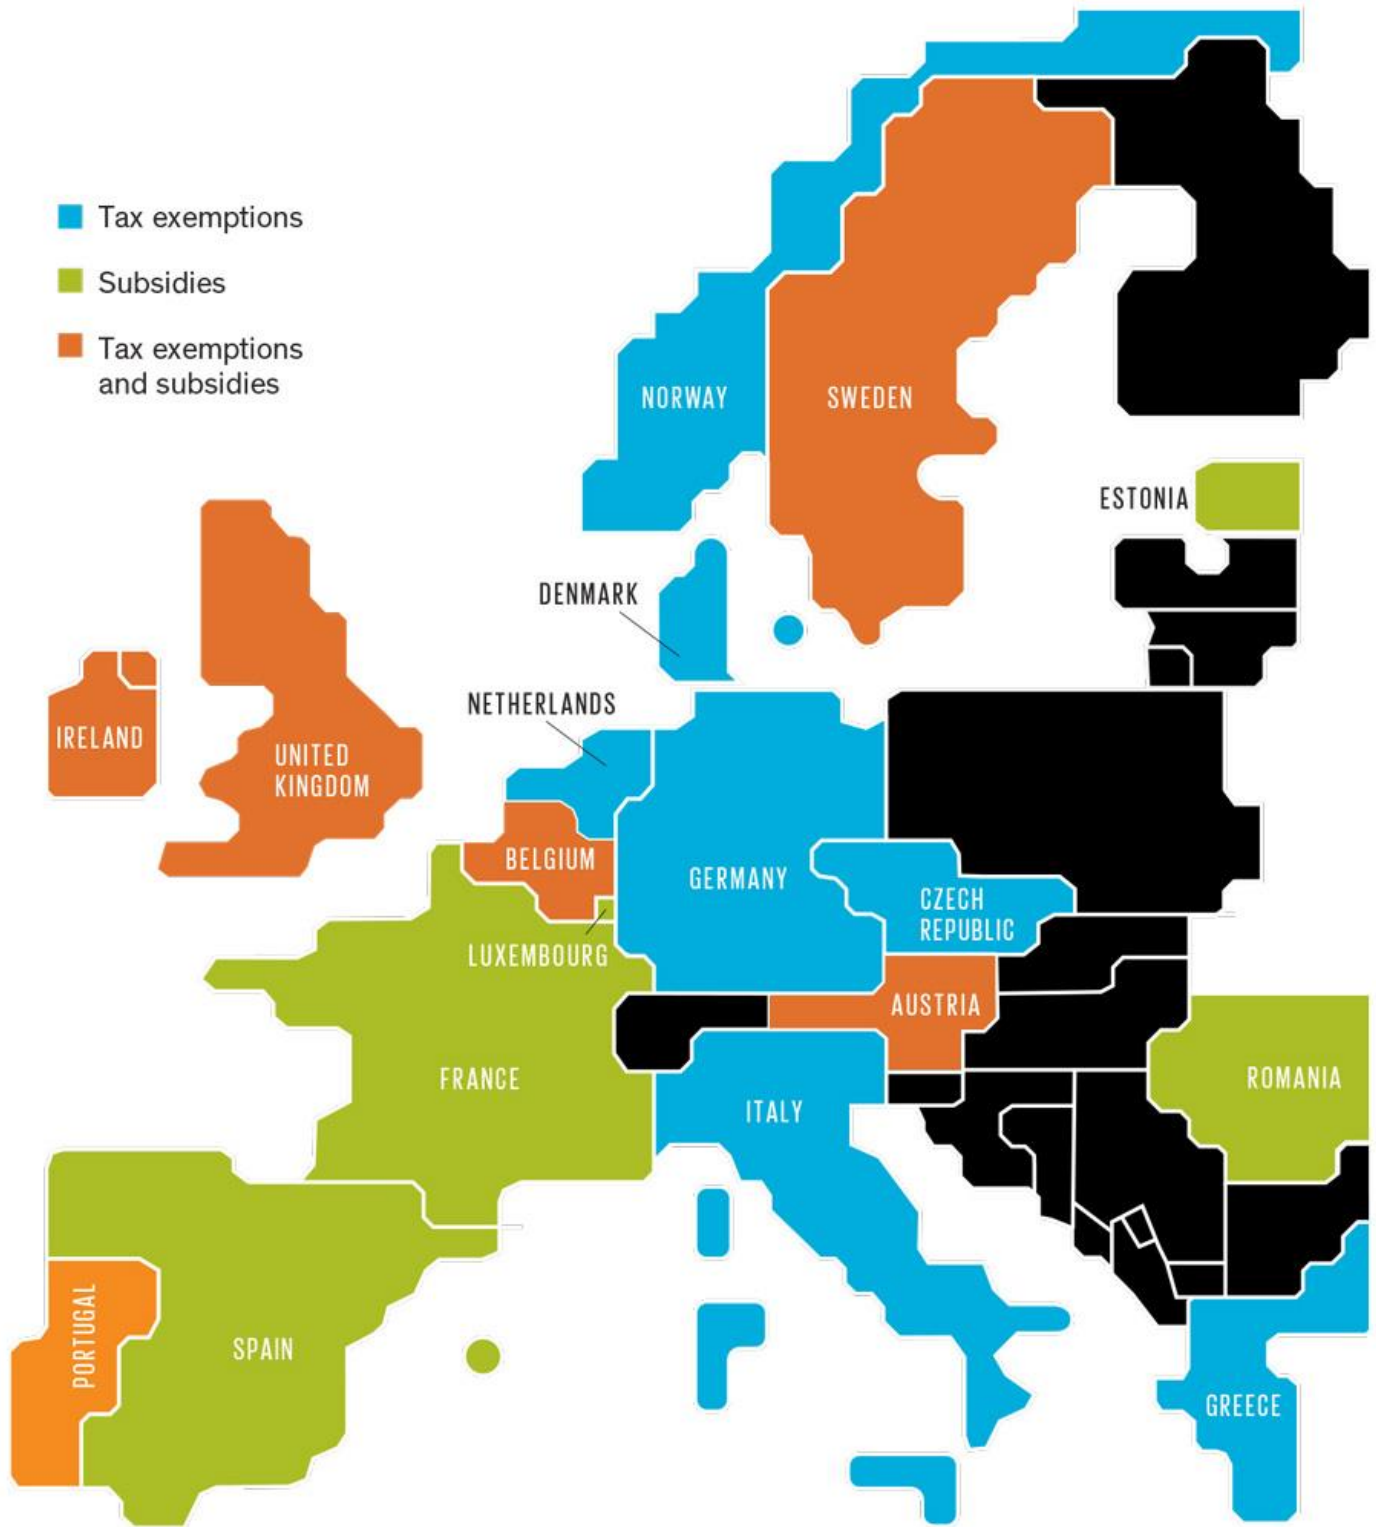 Tax exemptions
Subsidies
Tax exemptions
and subsidies
NORWAY
SWEDEN
ESTONIA
DENMARK
NETHERLANDS
IRELAND
UNITED
KINGDOM
BELGIUM
GERMANY
CZECH
REPUBLIC
LUXEMBOURG
AUSTRIA
FRANCE
ROMANIA
ITALY
PORTUGAL
SPAIN
GREECE